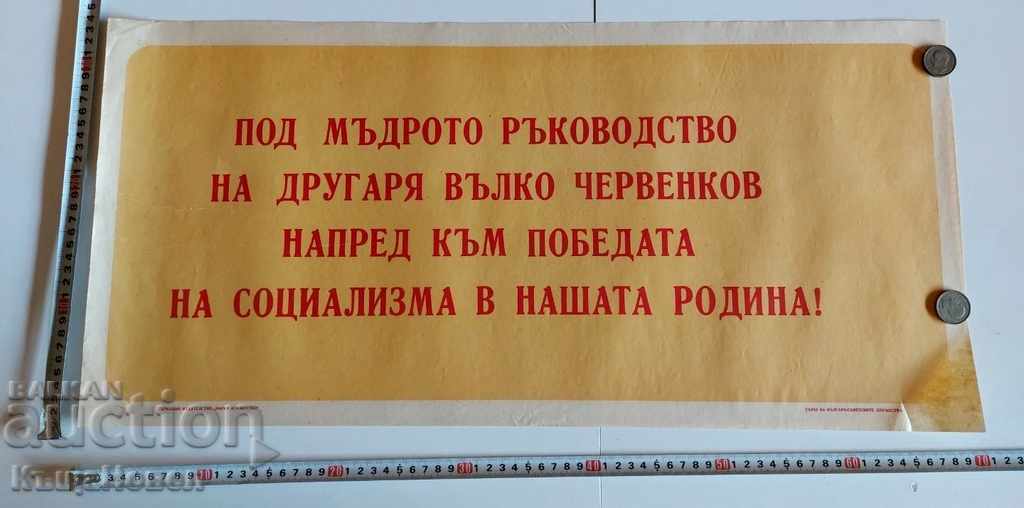 ПОД МЪДРОТО РЪКОВОДСТВО
НА ДРУГАРЯ ВЪЛКО ЧЕРВЕНКОВ
НАПРЕД КЪМ ПОБЕДАТА
НА СОЦИАЛИЗМА В НАШАТА РОДИНА!
BALKAN
auction